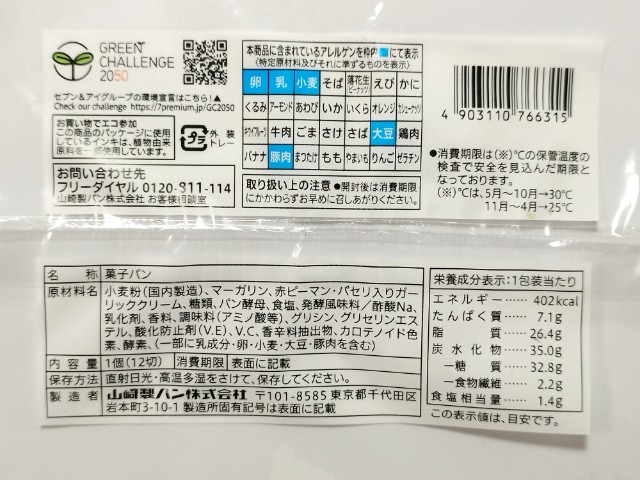 GREEN
CHALLENGE
2050
セブン&アイグループの環境宣言はこちら!▲
Check our challenge https://7premium.jp/GC2050
お買い物でエコ参加
この商品のパッケージに使用
しているインキは、植物由来
原料を一部使用しています。
プラ
外装
トレー
お問い合わせ先
フリーダイヤル 0120-811-114
山崎製パン株式会社 お客様相談室
本商品に含まれているアレルゲンを枠内■にて表示
(特定原材料及びそれに準ずるものを表示)
卵 乳 小麦 そば 落花生(ピーナッツ) えび かに
くるみ アーモンド あわび いか いくら オレンジ カシューナッツ
キウイフルーツ 牛肉 ごま さけ さば 大豆 鶏肉
バナナ 豚肉 まつたけ もも やまいも りんご ゼラチン
取り扱い上の注意 ●開封後は消費期限
にかかわらずお早めに召しあがりください。
4 903110 766315
●消費期限は(※)℃の保管温度の
検査で安全を見込んだ期限と
なっております。
(※)℃は、5月~10月→30℃
11月~4月→25℃
名称 菓子パン
原材料名 小麦粉(国内製造)、マーガリン、赤ピーマン・パセリ入りガー
リッククリーム、糖類、パン酵母、食塩、発酵風味料/酢酸Na、
乳化剤、香料、調味料(アミノ酸等)、グリシン、グリセリンエス
テル、酸化防止剤(V.E)、V.C、香辛料抽出物、カロテノイド色
素、酵素、(一部に乳成分・卵・小麦・大豆・豚肉を含む)
内容量 1個(12切) 消費期限 表面に記載
保存方法 直射日光・高温多湿をさけて、保存してください。
製造者 山崎製パン株式会社 〒101-8585 東京都千代田区
岩本町3-10-1 製造所固有記号は表面に記載
栄養成分表示:1包装当たり
エネルギー……402kcal
たんぱく質……7.1g
脂質……26.4g
炭水化物……35.0g
―糖質……32.8g
―食物繊維……2.2g
食塩相当量……1.4g
この表示値は、目安です。